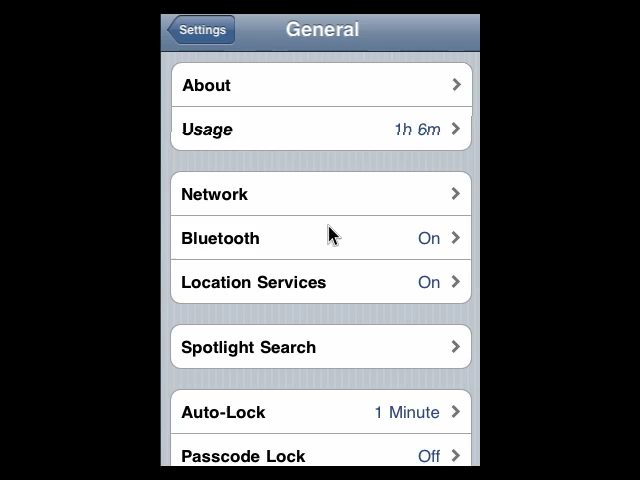 Settings
General
About
Usage 1h 6m
Network
Bluetooth On
Location Services On
Spotlight Search
Auto-Lock 1 Minute
Passcode Lock Off